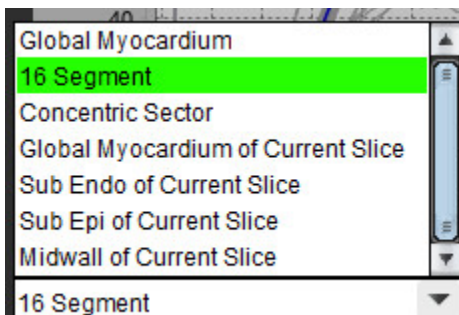 40
Global Myocardium
16 Segment
Concentric Sector
Global Myocardium of Current Slice
Sub Endo of Current Slice
Sub Epi of Current Slice
Midwall of Current Slice
16 Segment